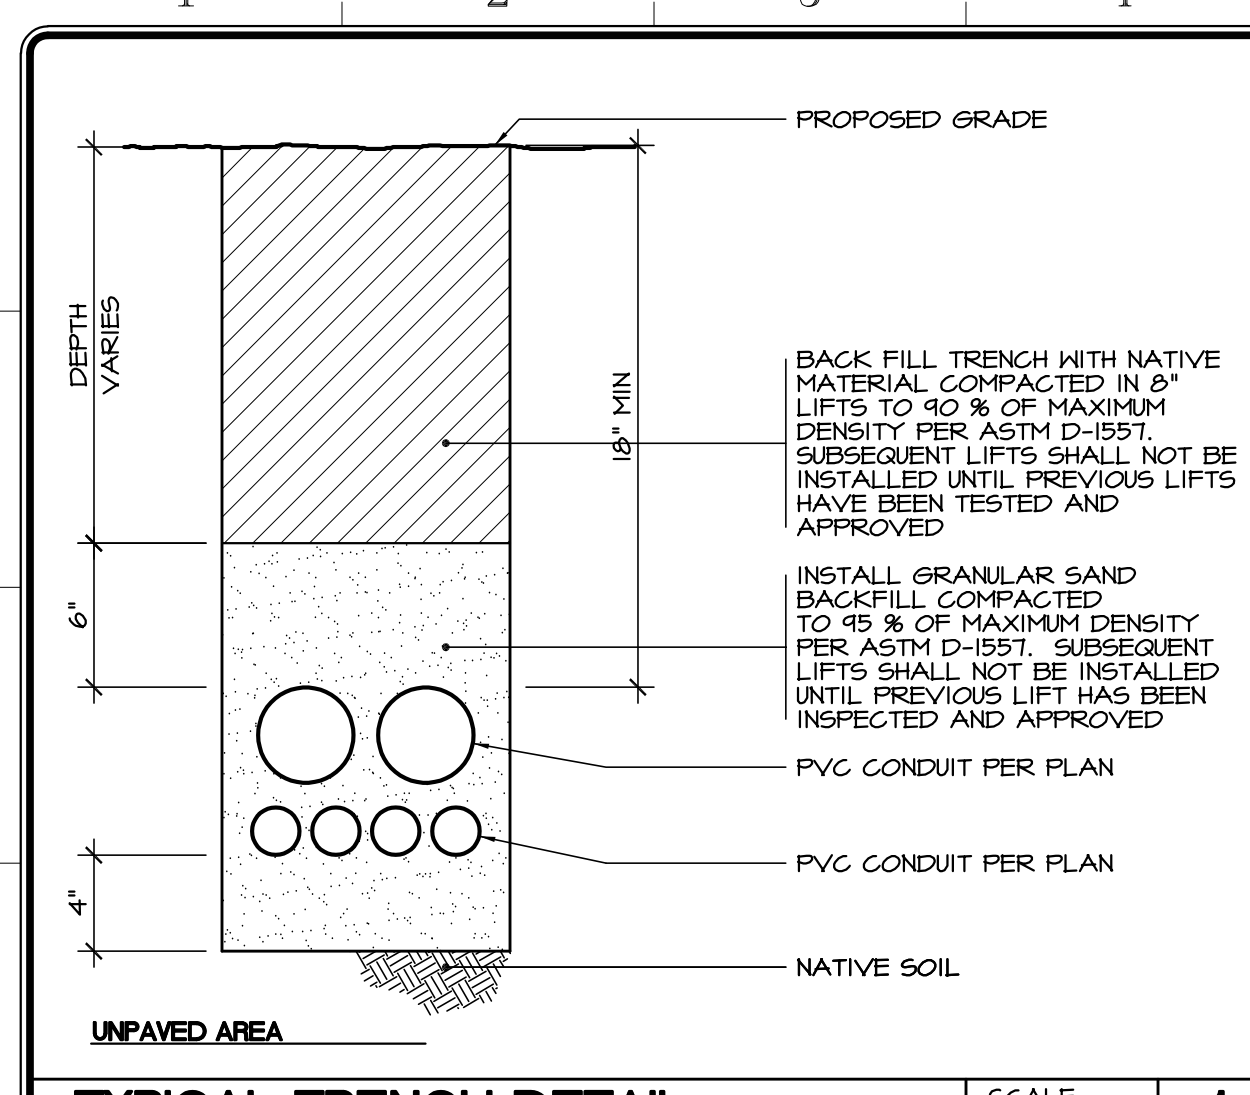 PROPOSED GRADE
DEPTH
VARIES
18" MIN
BACK FILL TRENCH WITH NATIVE
MATERIAL COMPACTED IN 8"
LIFTS TO 90 % OF MAXIMUM
DENSITY PER ASTM D-1557.
SUBSEQUENT LIFTS SHALL NOT BE
INSTALLED UNTIL PREVIOUS LIFTS
HAVE BEEN TESTED AND
APPROVED
6"
INSTALL GRANULAR SAND
BACKFILL COMPACTED
TO 95 % OF MAXIMUM DENSITY
PER ASTM D-1557. SUBSEQUENT
LIFTS SHALL NOT BE INSTALLED
UNTIL PREVIOUS LIFT HAS BEEN
INSPECTED AND APPROVED
PVC CONDUIT PER PLAN
PVC CONDUIT PER PLAN
4"
NATIVE SOIL
UNPAVED AREA
TYPICAL TRENCH DETAIL
SCALE